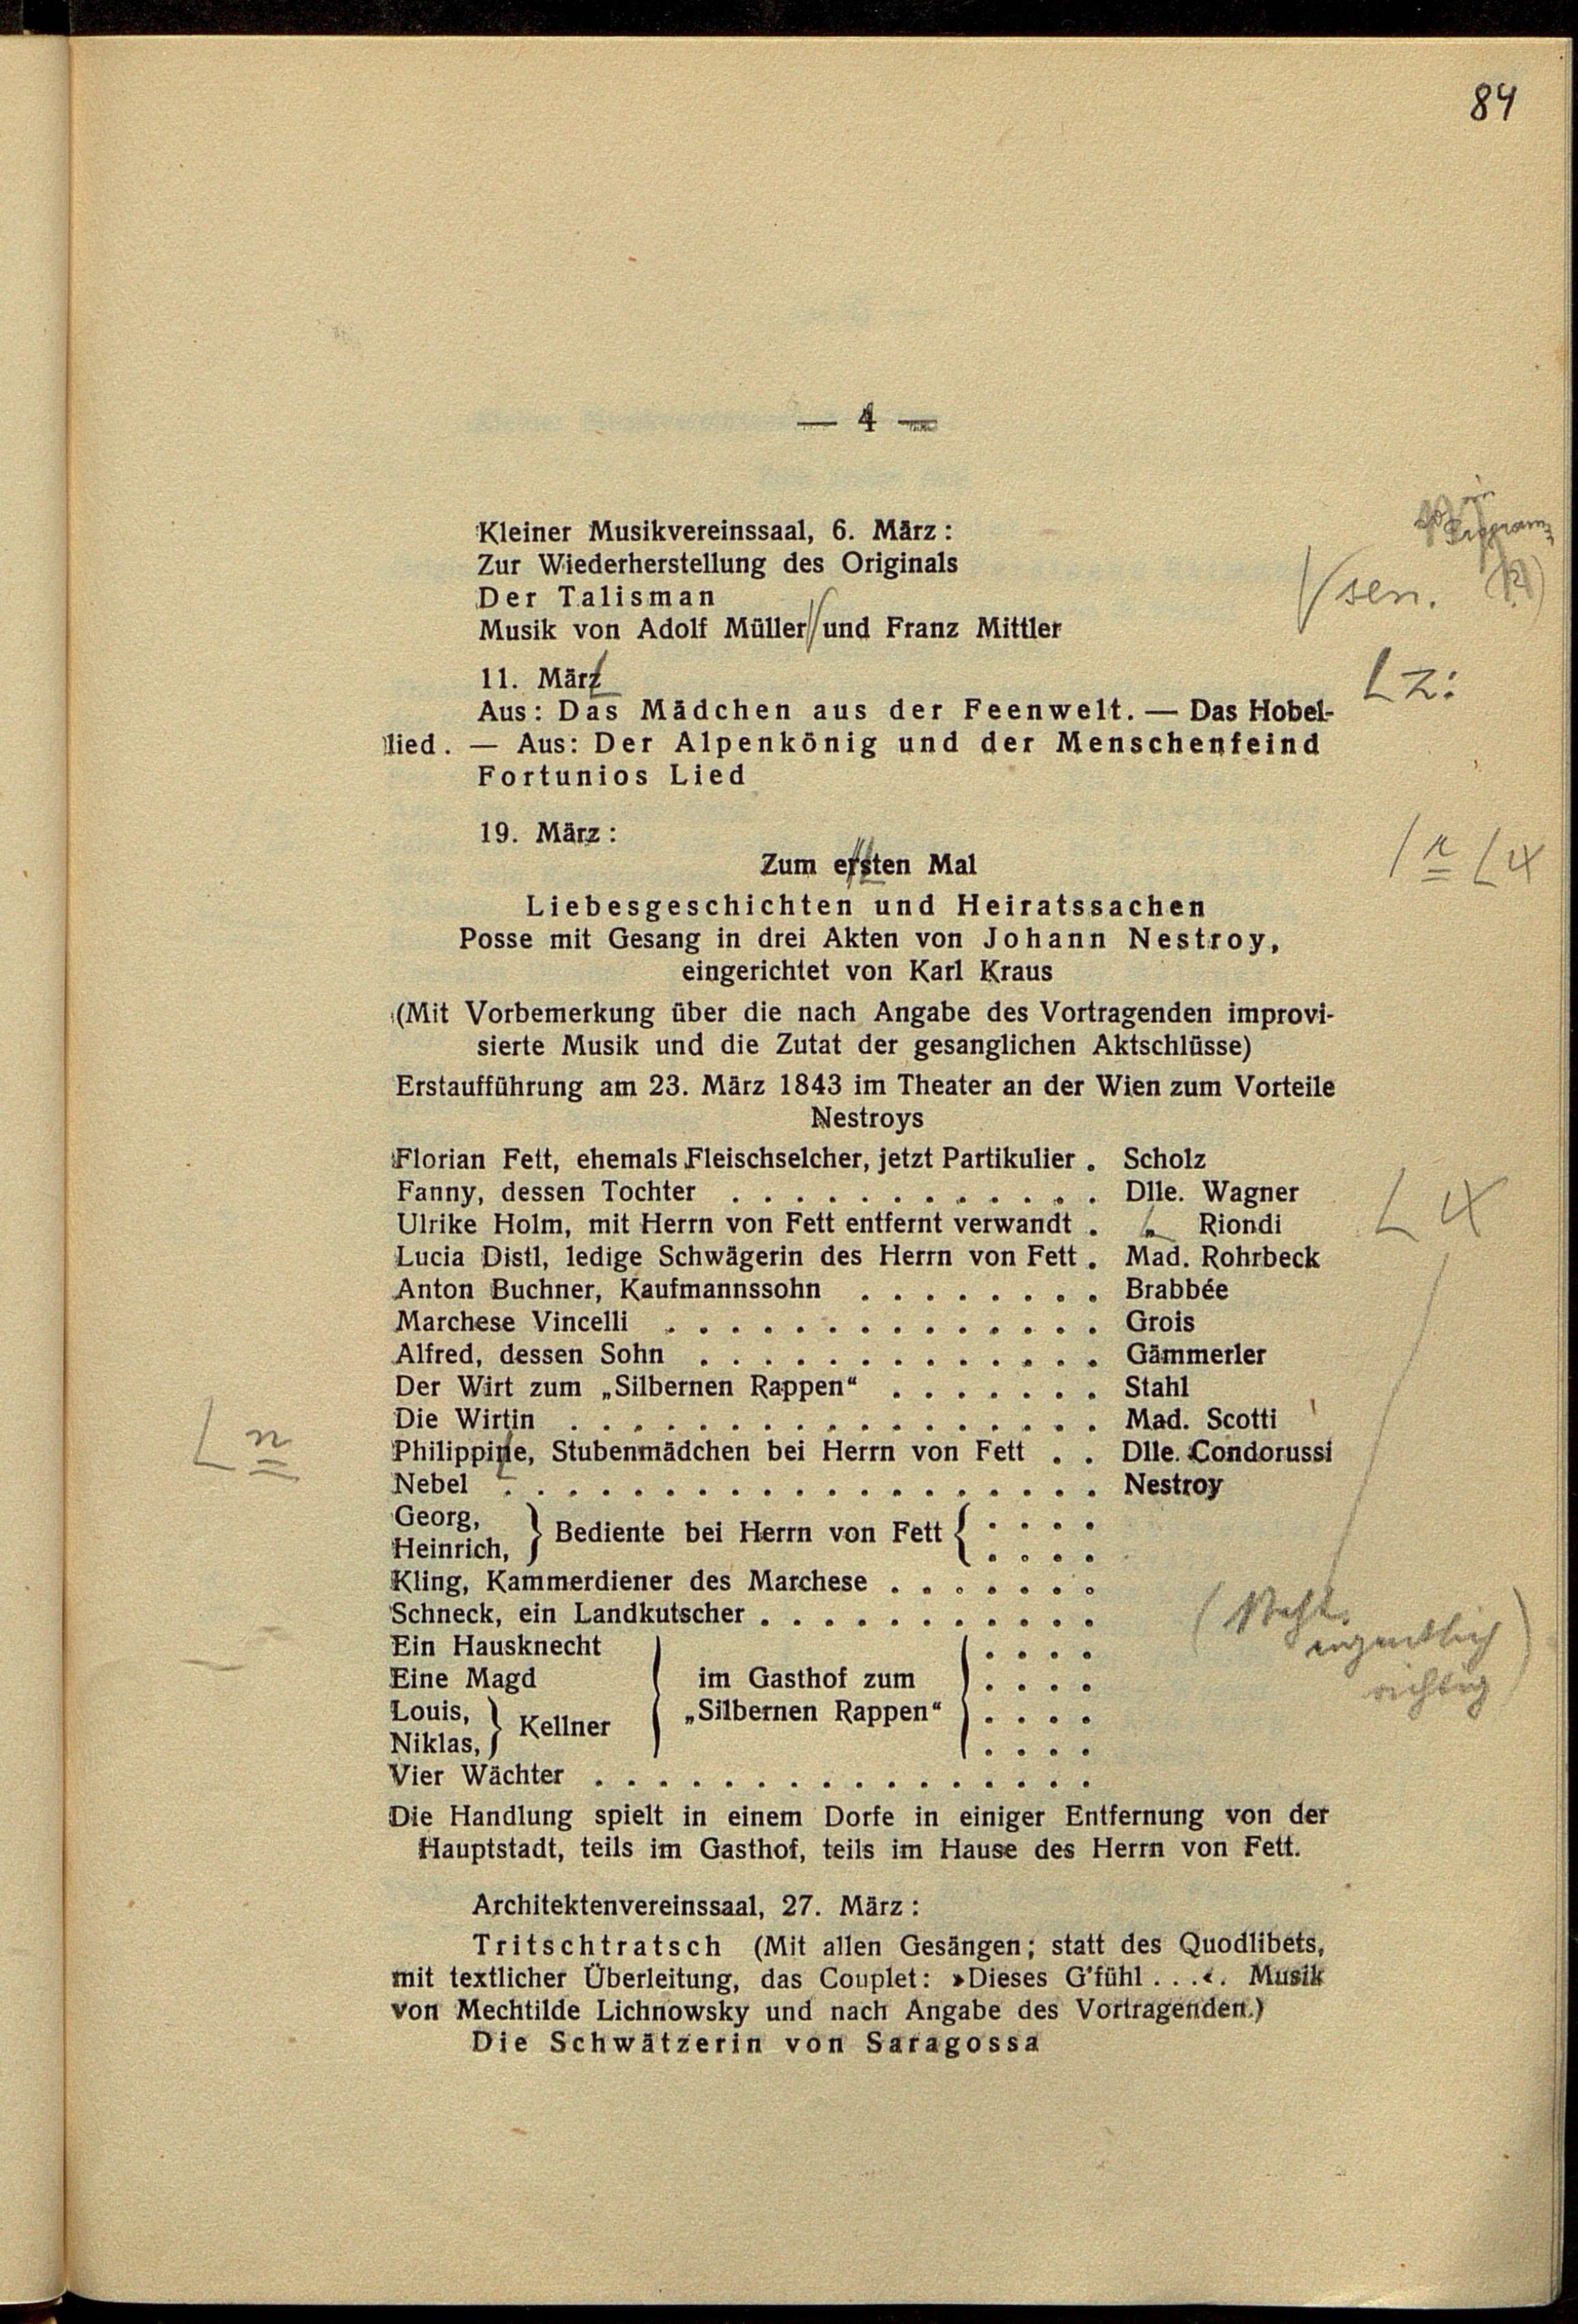 84
— 4 —
Kleiner Musikvereinssaal, 6. März:
Zur Wiederherstellung des Originals
Der Talisman
Musik von Adolf Müller und Franz Mittler
sen.
11. März
z:
Aus: Das Mädchen aus der Feenwelt. — Das Hobel-
lied. — Aus: Der Alpenkönig und der Menschenfeind
Fortunios Lied
19. März:
Zum ersten Mal
Liebesgeschichten und Heiratssachen
Posse mit Gesang in drei Akten von Johann Nestroy,
eingerichtet von Karl Kraus
(Mit Vorbemerkung über die nach Angabe des Vortragenden improvi-
sierte Musik und die Zutat der gesanglichen Aktschlüsse)
Erstaufführung am 23. März 1843 im Theater an der Wien zum Vorteile
Nestroys
Florian Fett, ehemals Fleischselcher, jetzt Partikulier . Scholz
Fanny, dessen Tochter . . . . . . . . . . . . Dlle. Wagner
Ulrike Holm, mit Herrn von Fett entfernt verwandt . „ Riondi
Lucia Distl, ledige Schwägerin des Herrn von Fett . Mad. Rohrbeck
Anton Buchner, Kaufmannssohn . . . . . . . . Brabbée
Marchese Vincelli . . . . . . . . . . . . . . Grois
Alfred, dessen Sohn . . . . . . . . . . . . . Gämmerler
Der Wirt zum „Silbernen Rappen“ . . . . . . . Stahl
Die Wirtin . . . . . . . . . . . . . . . . . Mad. Scotti
n
Philippine, Stubenmädchen bei Herrn von Fett . . Dlle. Condorussi
Nebel . . . . . . . . . . . . . . . . . . . Nestroy
Georg,
Heinrich, } Bediente bei Herrn von Fett { . . . .
Kling, Kammerdiener des Marchese . . . . . . .
Schneck, ein Landkutscher . . . . . . . . . . .
Ein Hausknecht
Eine Magd
Louis,
Niklas, } Kellner
im Gasthof zum
„Silbernen Rappen“
eigentlich
richtig
Vier Wächter . . . . . . . . . . . . . . . .
Die Handlung spielt in einem Dorfe in einiger Entfernung von der
Hauptstadt, teils im Gasthof, teils im Hause des Herrn von Fett.
Architektenvereinssaal, 27. März:
Tritschtratsch (Mit allen Gesängen; statt des Quodlibets,
mit textlicher Überleitung, das Couplet: »Dieses G’fühl . . .«. Musik
von Mechtilde Lichnowsky und nach Angabe des Vortragenden.)
Die Schwätzerin von Saragossa